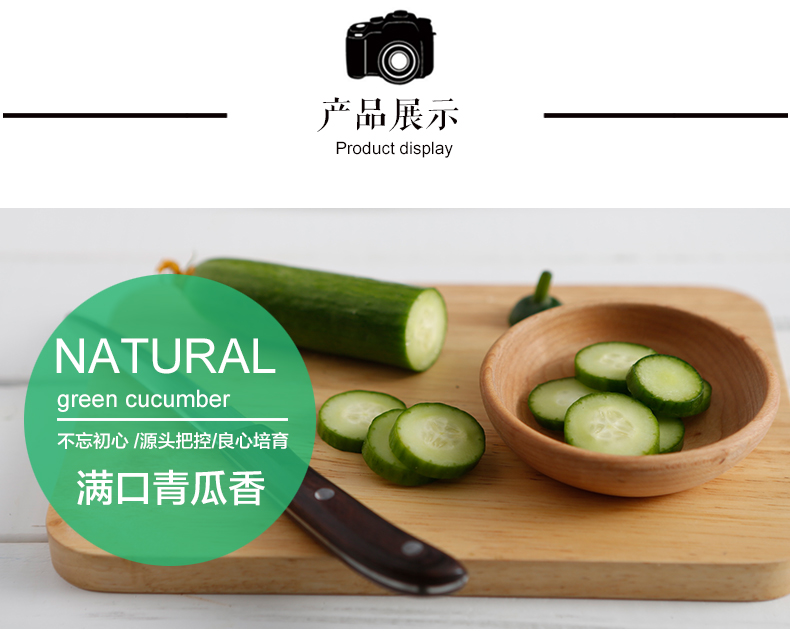 产品展示
Product display
NATURAL
green cucumber
不忘初心 /源头把控/良心培育
满口青瓜香